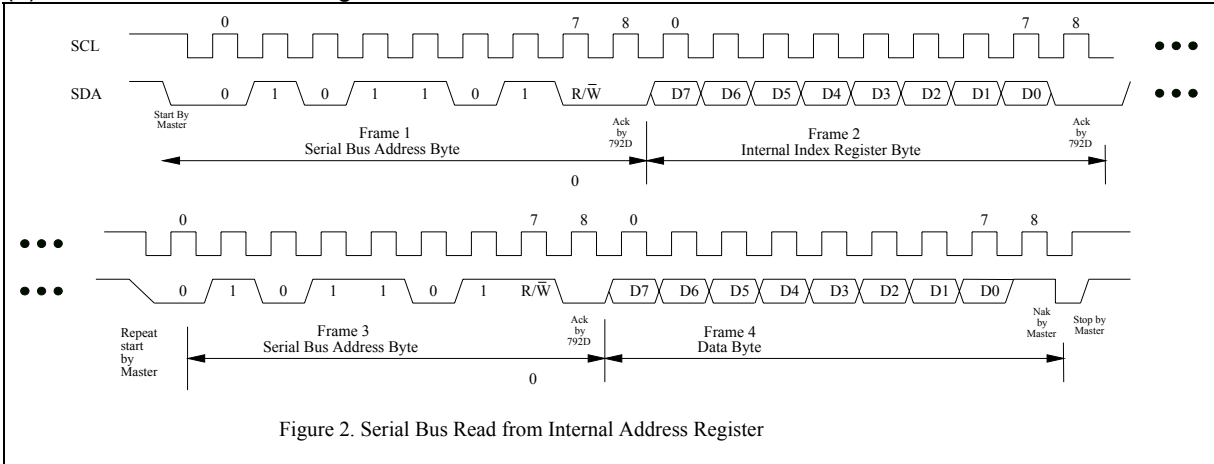 0 7 8 0 7 8
SCL
SDA 0 1 0 1 1 0 1 R/W̅ D7 D6 D5 D4 D3 D2 D1 D0
Start By
Master
Frame 1
Serial Bus Address Byte
Ack
by
792D
Frame 2
Internal Index Register Byte
Ack
by
792D
0
0 7 8 0 7 8
0 1 0 1 1 0 1 R/W̅ D7 D6 D5 D4 D3 D2 D1 D0
Repeat
start
by
Master
Frame 3
Serial Bus Address Byte
Ack
by
792D
Frame 4
Data Byte
Nak
by
Master
Stop by
Master
0
Figure 2. Serial Bus Read from Internal Address Register